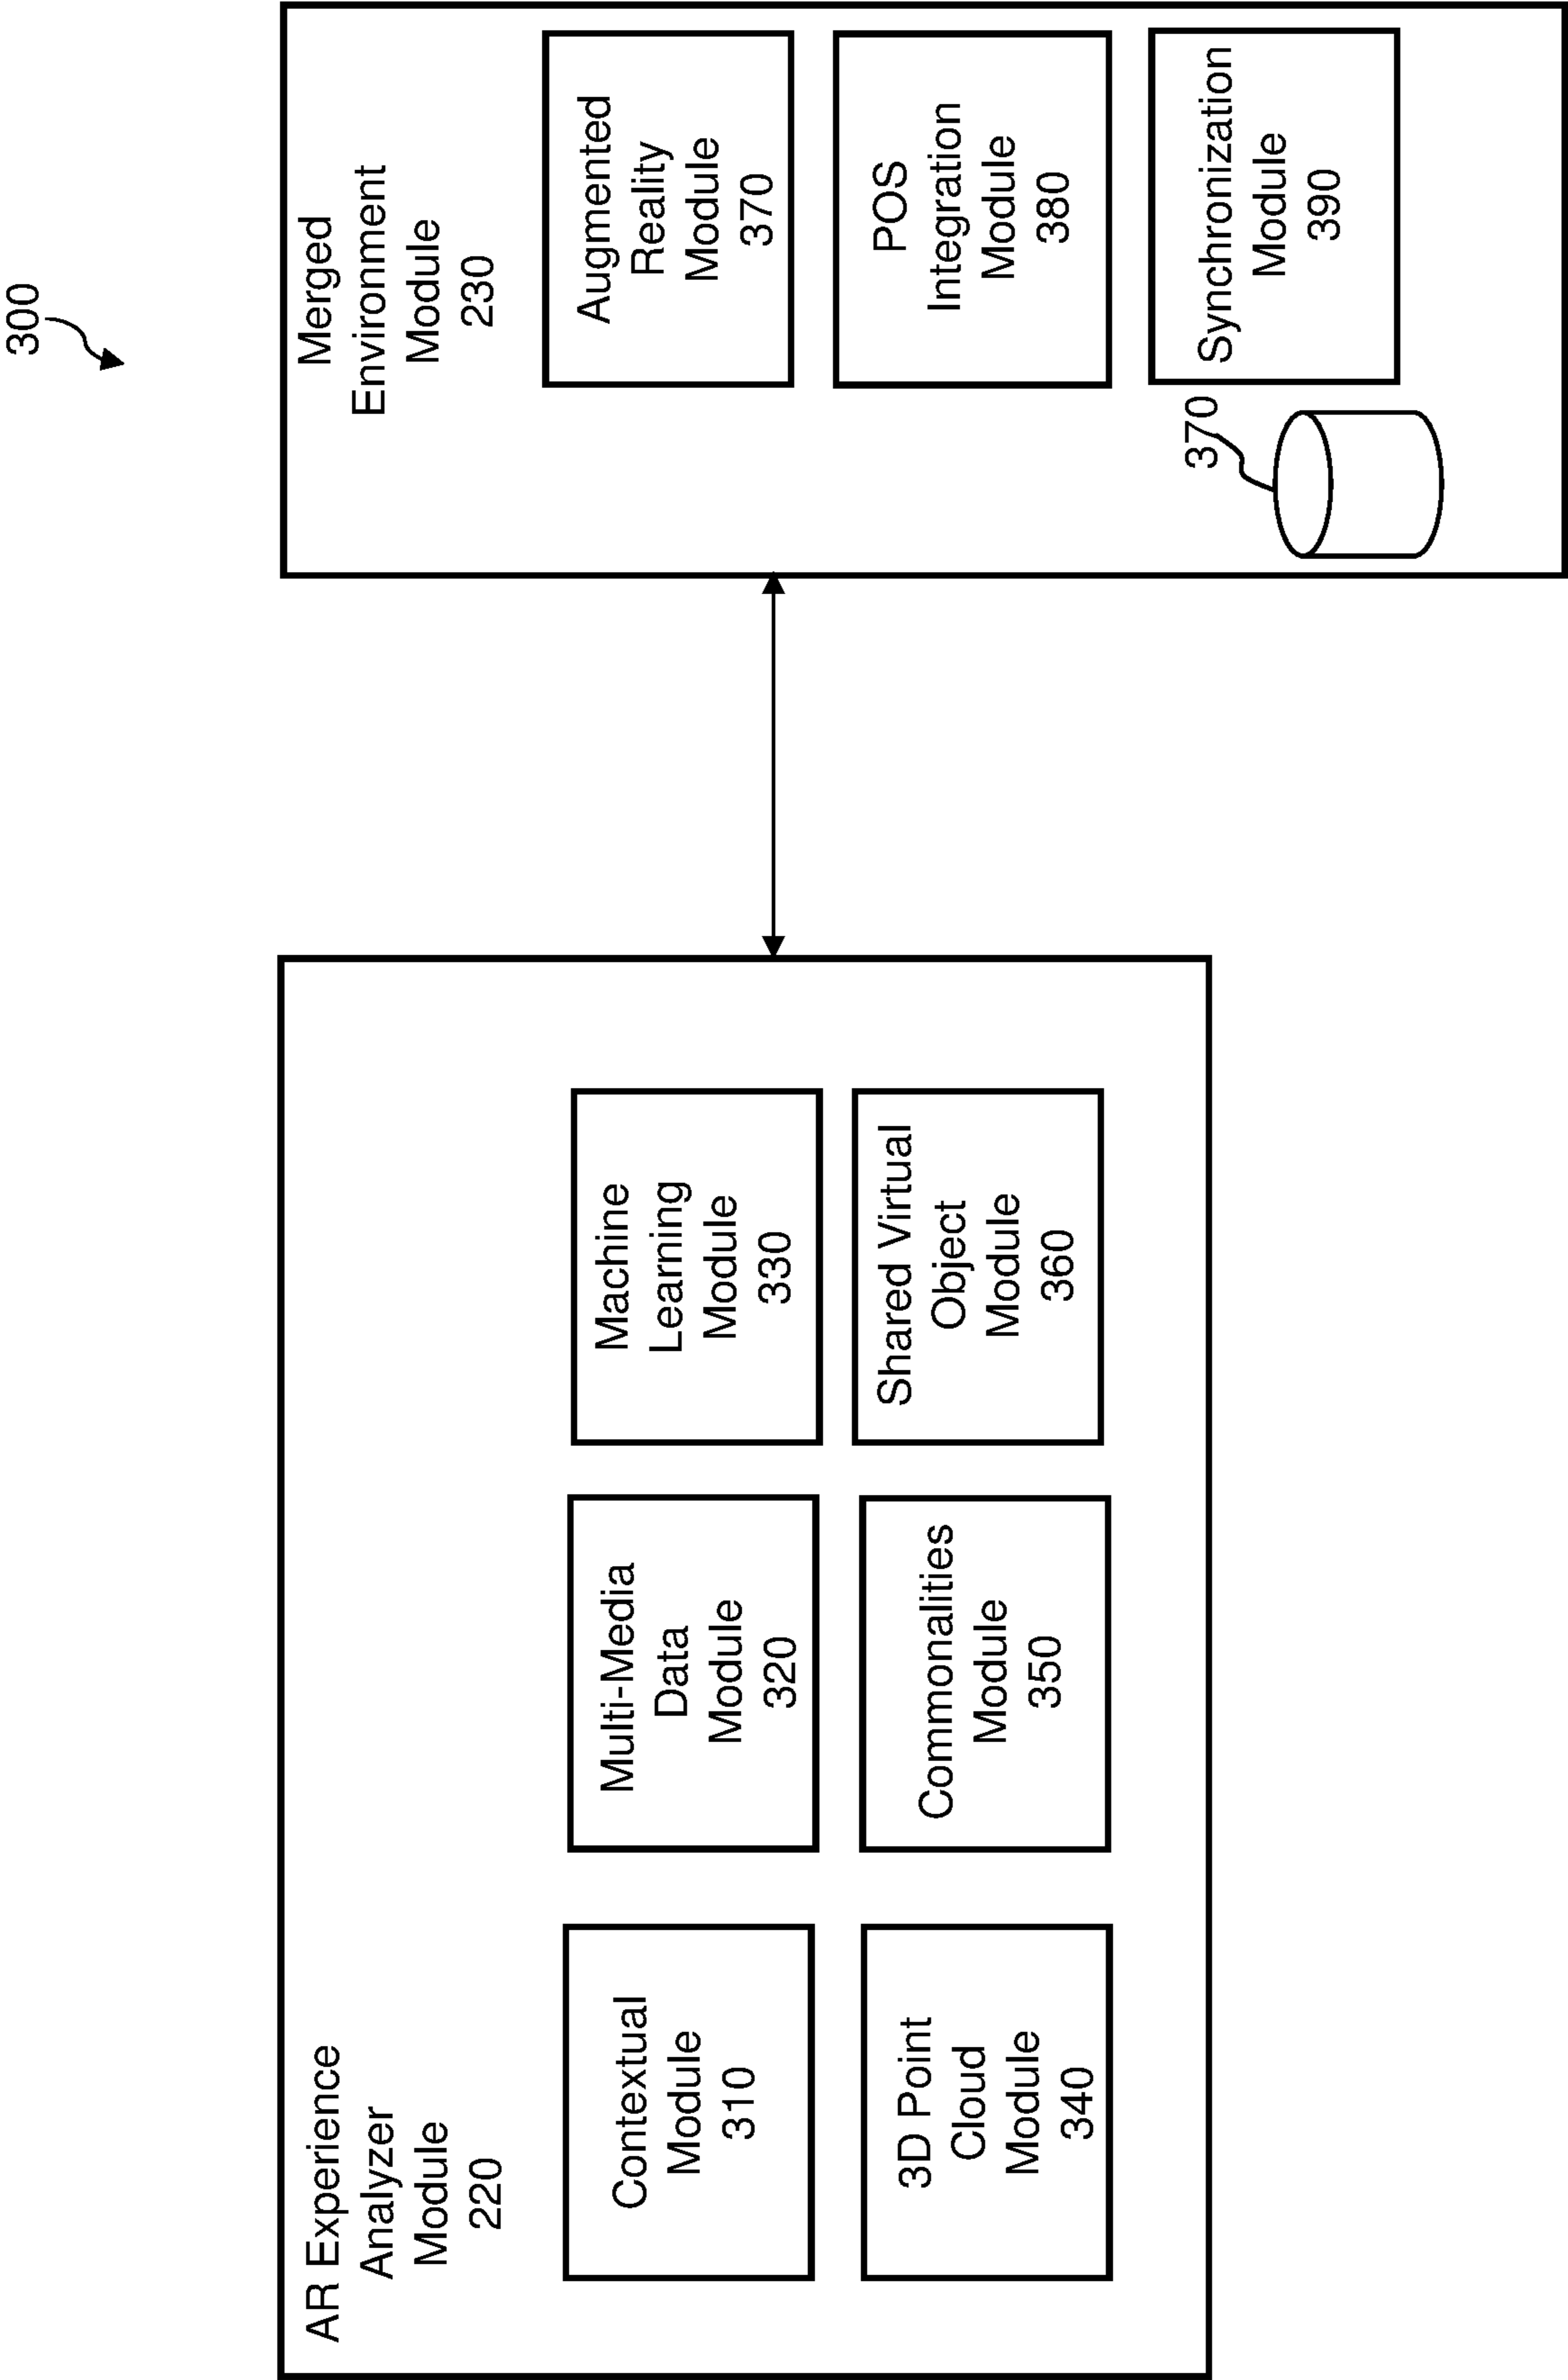 300
AR Experience
Analyzer
Module
220
Contextual
Module
310
Multi-Media
Data
Module
320
Machine
Learning
Module
330
3D Point
Cloud
Module
340
Commonalities
Module
350
Shared Virtual
Object
Module
360
Merged
Environment
Module
230
Augmented
Reality
Module
370
POS
Integration
Module
380
370
Synchronization
Module
390